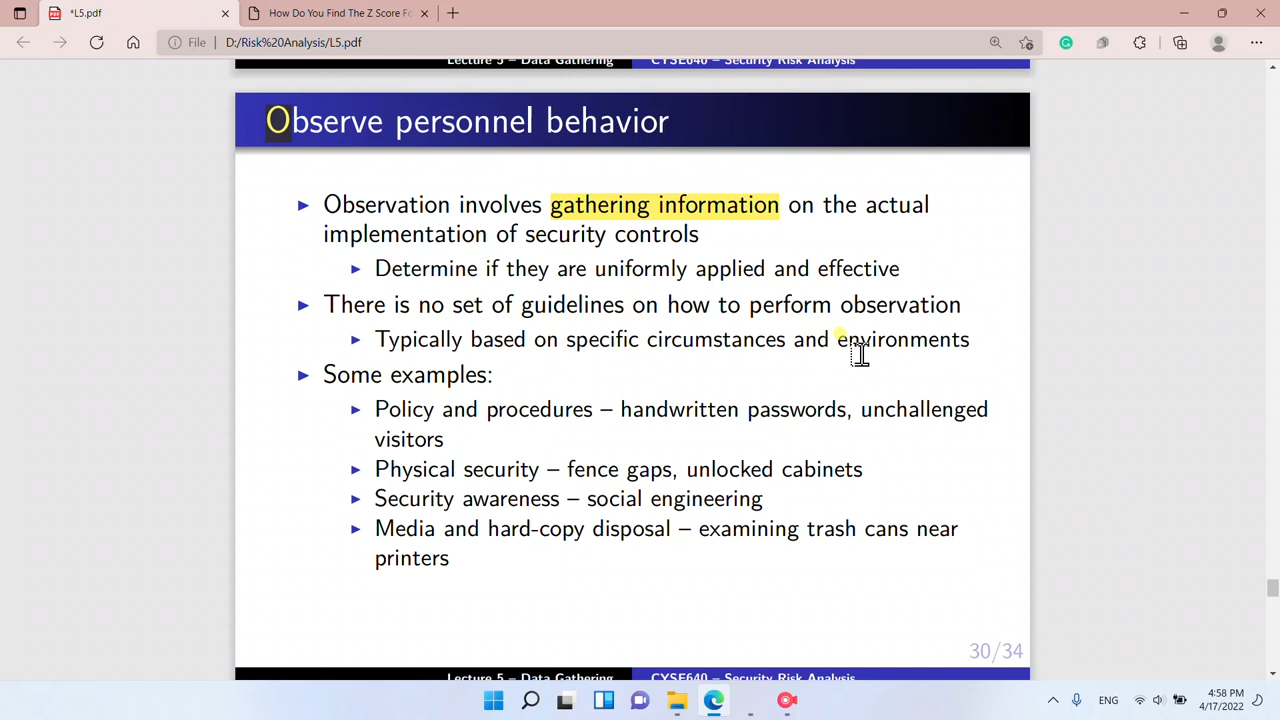 *L5.pdf
How Do You Find The Z Score Fo
File
D:/Risk%20Analysis/L5.pdf
Lecture 5 – Data Gathering
CYSE640 – Security Risk Analysis
Observe personnel behavior
Observation involves gathering information on the actual
implementation of security controls
Determine if they are uniformly applied and effective
There is no set of guidelines on how to perform observation
Typically based on specific circumstances and environments
Some examples:
Policy and procedures – handwritten passwords, unchallenged
visitors
Physical security – fence gaps, unlocked cabinets
Security awareness – social engineering
Media and hard-copy disposal – examining trash cans near
printers
30/34
Lecture 5 – Data Gathering
CYSE640 – Security Risk Analysis
ENG
4:58 PM
4/17/2022